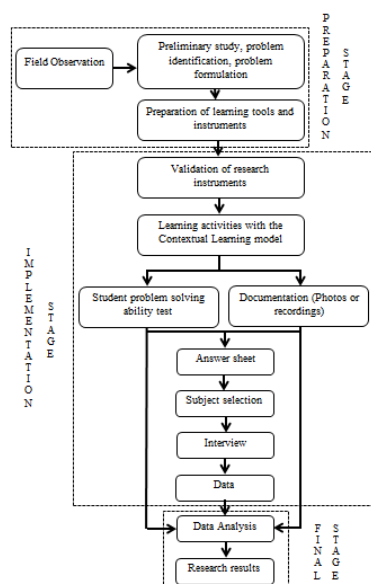 Field Observation
Preliminary study, problem
identification, problem
formulation
Preparation of learning tools and
instruments
PREPARATION
STAGE
Validation of research
instruments
Learning activities with the
Contextual Learning model
Student problem solving
ability test
Documentation (Photos or
recordings)
Answer sheet
Subject selection
Interview
Data
IMPLEMENTATION
STAGE
Data Analysis
Research results
FINAL
STAGE